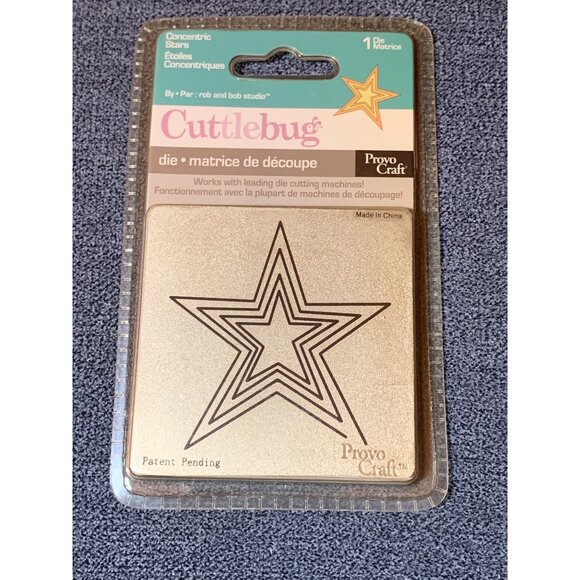 Concentric
Stars
Étoiles
Concentriques
1 Die
Matrice
By • Par : rob and bob studio™
Cuttlebug
die • matrice de découpe
Provo
Craft®
Works with leading die cutting machines!
Fonctionnement avec la plupart de machines de découpage!
Made in China
Patent Pending
Provo
Craft™